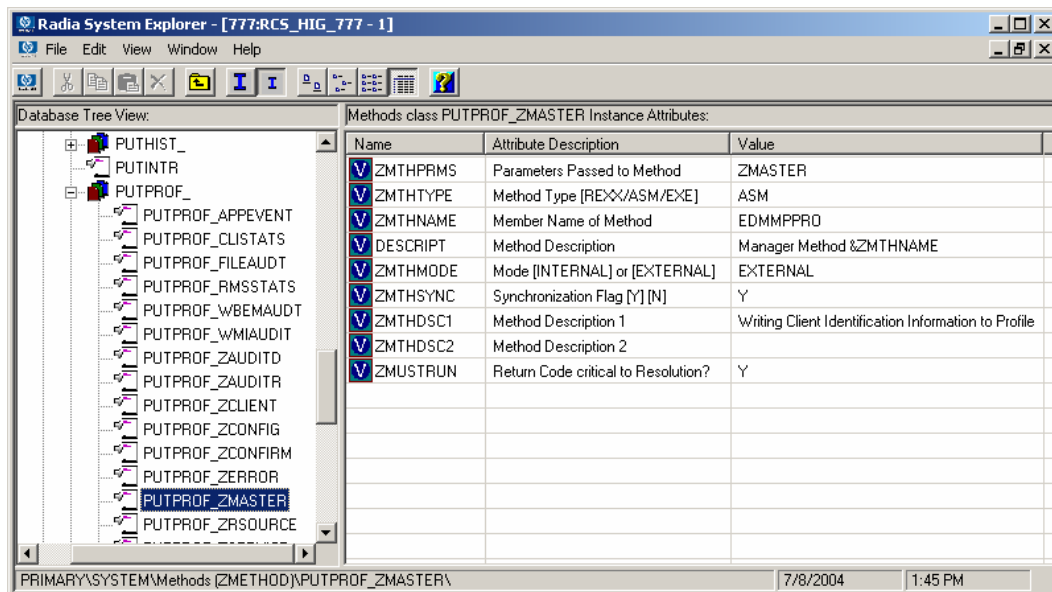 Radia System Explorer - [777:RCS_HIG_777 - 1]
File Edit View Window Help
Database Tree View:
Methods class PUTPROF_ZMASTER Instance Attributes:
PUTHIST_
PUTINTR
PUTPROF_
PUTPROF_APPEVENT
PUTPROF_CLISTATS
PUTPROF_FILEAUDT
PUTPROF_RMSSTATS
PUTPROF_WBEMAUDT
PUTPROF_WMIAUDIT
PUTPROF_ZAUDITD
PUTPROF_ZAUDITR
PUTPROF_ZCLIENT
PUTPROF_ZCONFIG
PUTPROF_ZCONFIRM
PUTPROF_ZERROR
PUTPROF_ZMASTER
PUTPROF_ZRSOURCE
Name Attribute Description Value
V ZMTHPRMS Parameters Passed to Method ZMASTER
V ZMTHTYPE Method Type [REXX/ASM/EXE] ASM
V ZMTHNAME Member Name of Method EDMMPPRO
V DESCRIPT Method Description Manager Method &ZMTHNAME
V ZMTHMODE Mode [INTERNAL] or [EXTERNAL] EXTERNAL
V ZMTHSYNC Synchronization Flag [Y] [N] Y
V ZMTHDSC1 Method Description 1 Writing Client Identification Information to Profile
V ZMTHDSC2 Method Description 2
V ZMUSTRUN Return Code critical to Resolution? Y
PRIMARY\SYSTEM\Methods (ZMETHOD)\PUTPROF_ZMASTER\ 7/8/2004 1:45 PM